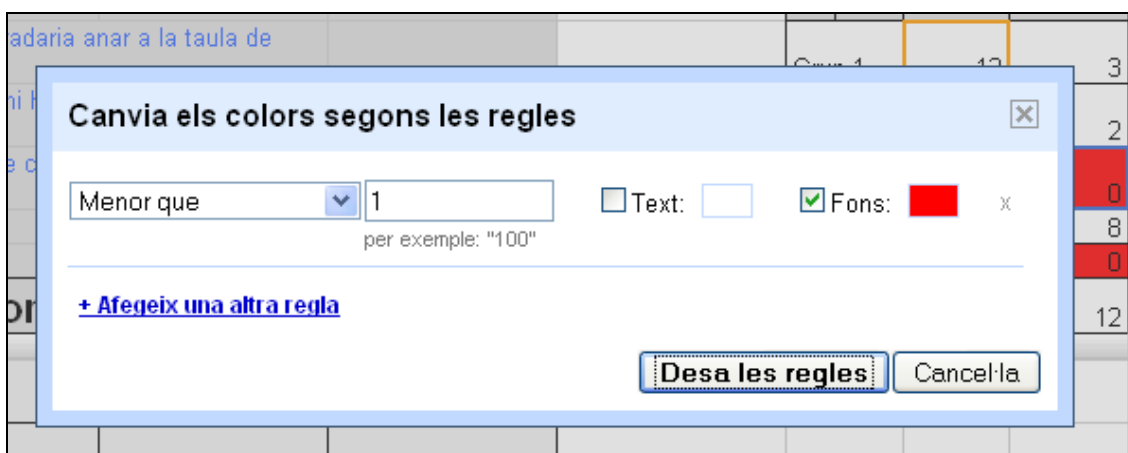 anar a la taula de
3
Canvia els colors segons les regles
2
Menor que 1 Text: Fons: x
0
per exemple: "100"
8
0
+ Afegeix una altra regla
12
Desa les regles Cancel·la